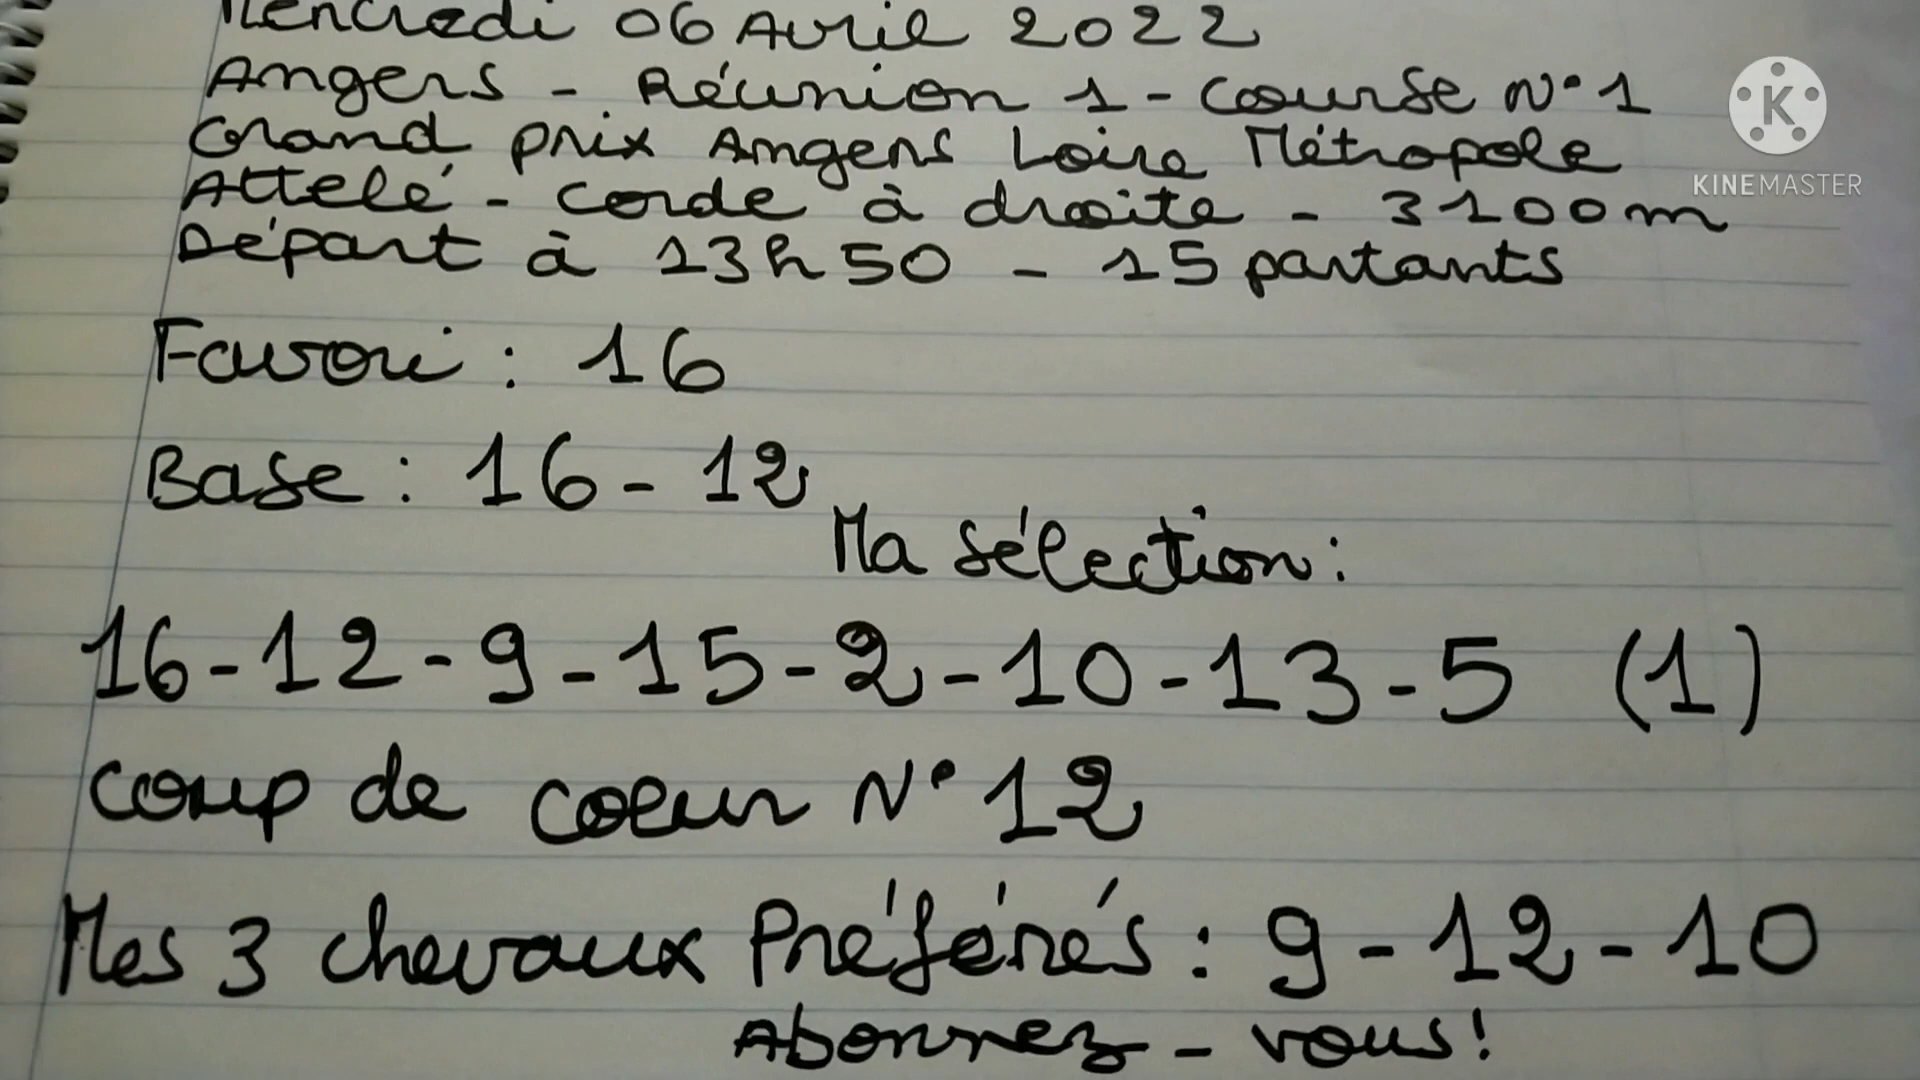 Mercredi 06 Avril 2022
Angers - Réunion 1 - Course N°1
Grand prix Angers Loire Métropole
Attelé - Corde à droite - 3100m
Départ à 13h50 - 15 partants
Favori : 16
Base : 16 - 12
Ma sélection :
16 - 12 - 9 - 15 - 2 - 10 - 13 - 5 (1)
Coup de coeur N°12
Mes 3 chevaux Préférés : 9 - 12 - 10
Abonnez - vous !
K
KINEMASTER